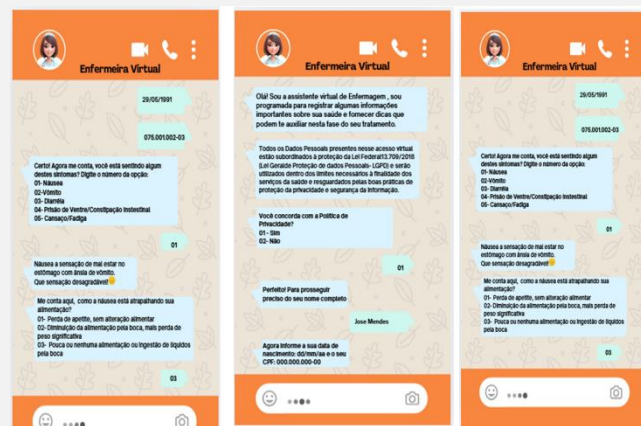 Enfermeira Virtual
29/05/1991
075.001.002-03
Certo! Agora me conta, você está sentindo algum
destes sintomas? Digite o número da opção:
01- Náusea
02-Vômito
03- Diarréia
04- Prisão de Ventre/Constipação Instestinal
05- Cansaço/Fadiga
01
Náusea a sensação de mal estar no
estômago com ânsia de vômito.
Que sensação desagradável!
Me conta aqui, como a náusea está atrapalhando sua
alimentação?
01- Perda de apetite, sem alteração alimentar
02- Diminuição da alimentação pela boca, mais perda de
peso significativa
03- Pouca ou nenhuma alimentação ou ingestão de líquidos
pela boca
03
Enfermeira Virtual
Olá! Sou a assistente virtual de Enfermagem , sou
programada para registrar algumas informações
importantes sobre sua saúde e fornecer dicas que
podem te auxiliar nesta fase do seu tratamento.
Todos os Dados Pessoais presentes nesse acesso virtual
estão subordinados à proteção da Lei Federal13.709/2018
(Lei Geralde Proteção de dados Pessoais- LGPD) e serão
utilizados dentro dos limites necessários à finalidade dos
serviços da saúde e resguardados pelas boas práticas de
proteção da privacidade e segurança da informação.
Você concorda com a Política de
Privacidade?
01 - Sim
02- Não
01
Perfeito! Para prosseguir
preciso do seu nome completo
Jose Mendes
Agora informe a sua data de
nascimento: dd/mm/aa e o seu
CPF: 000.000.000-00
Enfermeira Virtual
29/05/1991
075.001.002-03
Certo! Agora me conta, você está sentindo algum
destes sintomas? Digite o número da opção:
01- Náusea
02-Vômito
03- Diarréia
04- Prisão de Ventre/Constipação Instestinal
05- Cansaço/Fadiga
01
Náusea a sensação de mal estar no
estômago com ânsia de vômito.
Que sensação desagradável!
Me conta aqui, como a náusea está atrapalhando sua
alimentação?
01- Perda de apetite, sem alteração alimentar
02- Diminuição da alimentação pela boca, mais perda de
peso significativa
03- Pouca ou nenhuma alimentação ou ingestão de líquidos
pela boca
03